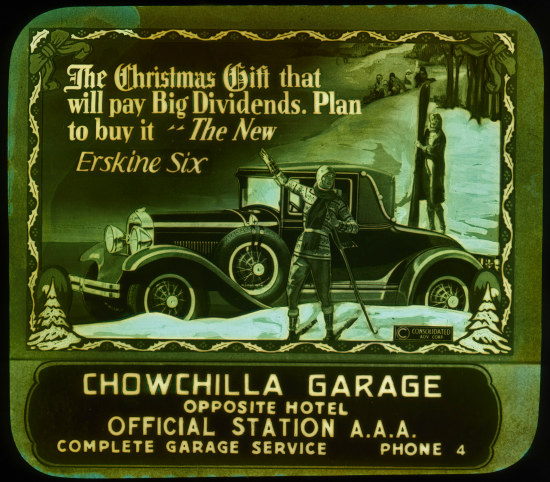 The Christmas Gift that
will pay Big Dividends. Plan
to buy it -- The New
Erskine Six
C CONSOLIDATED
CHOWCHILLA GARAGE
OPPOSITE HOTEL
OFFICIAL STATION A.A.A.
COMPLETE GARAGE SERVICE PHONE 4